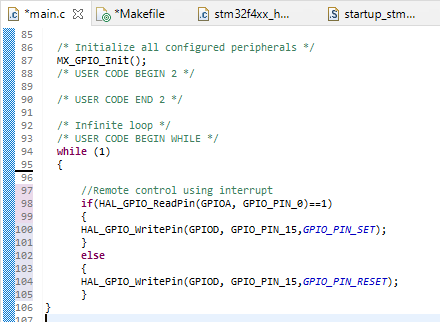 *main.c
*Makefile
stm32f4xx_h...
startup_stm...
85
86 /* Initialize all configured peripherals */
87 MX_GPIO_Init();
88 /* USER CODE BEGIN 2 */
89
90 /* USER CODE END 2 */
91
92 /* Infinite loop */
93 /* USER CODE BEGIN WHILE */
94 while (1)
95 {
96
97 //Remote control using interrupt
98 if(HAL_GPIO_ReadPin(GPIOA, GPIO_PIN_0)==1)
99 {
100 HAL_GPIO_WritePin(GPIOD, GPIO_PIN_15,GPIO_PIN_SET);
101 }
102 else
103 {
104 HAL_GPIO_WritePin(GPIOD, GPIO_PIN_15,GPIO_PIN_RESET);
105 }
106 }
107